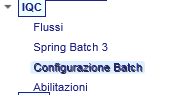 IQC
Flussi
Spring Batch 3
Configurazione Batch
Abilitazioni